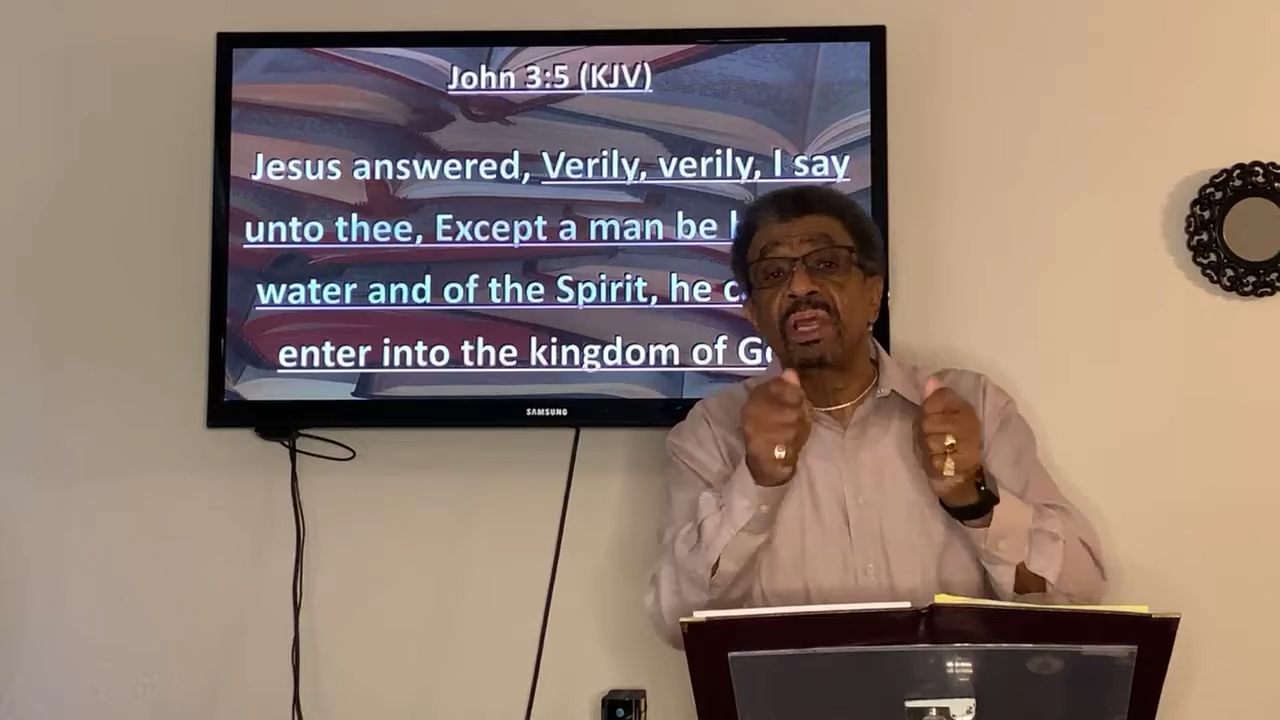 John 3:5 (KJV)
Jesus answered, Verily, verily, I say
unto thee, Except a man be
water and of the Spirit, he
enter into the kingdom of
SAMSUNG